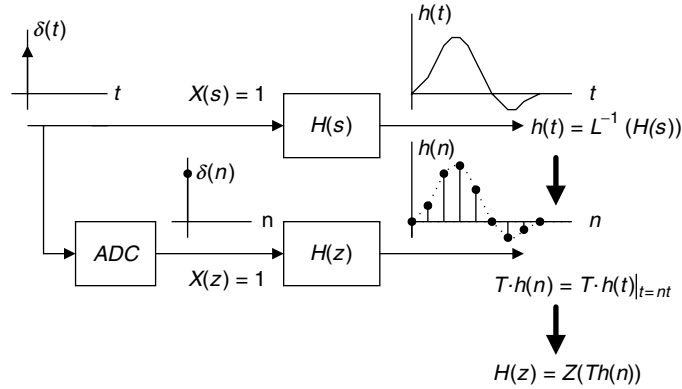 δ(t)
h(t)
t
X(s) = 1
H(s)
t
h(t) = L⁻¹ (H(s))
δ(n)
h(n)
n
n
ADC
X(z) = 1
H(z)
T·h(n) = T·h(t)|t=nt
H(z) = Z(Th(n))